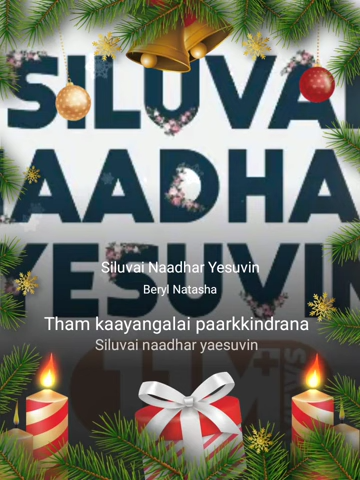 SILUVAI
NAADHA
YESUVIN
Siluvai Naadhar Yesuvin
Beryl Natasha
Tham kaayangalai paarkkindrana
Siluvai naadhar yaesuvin